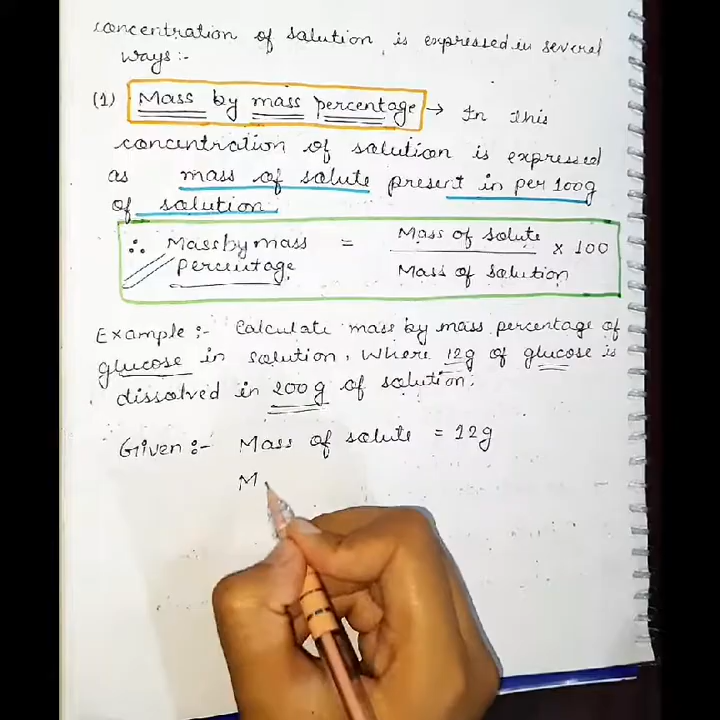 concentration of solution is expressed in several
ways :-
(1) Mass by mass percentage → In this
concentration of solution is expressed
as mass of solute present in per 100g
of solution.
∴ Mass by mass percentage = Mass of solute / Mass of solution × 100
Example :- Calculate mass by mass percentage of
glucose in solution, where 12g of glucose is
dissolved in 200g of solution.
Given :- Mass of solute = 12g
M